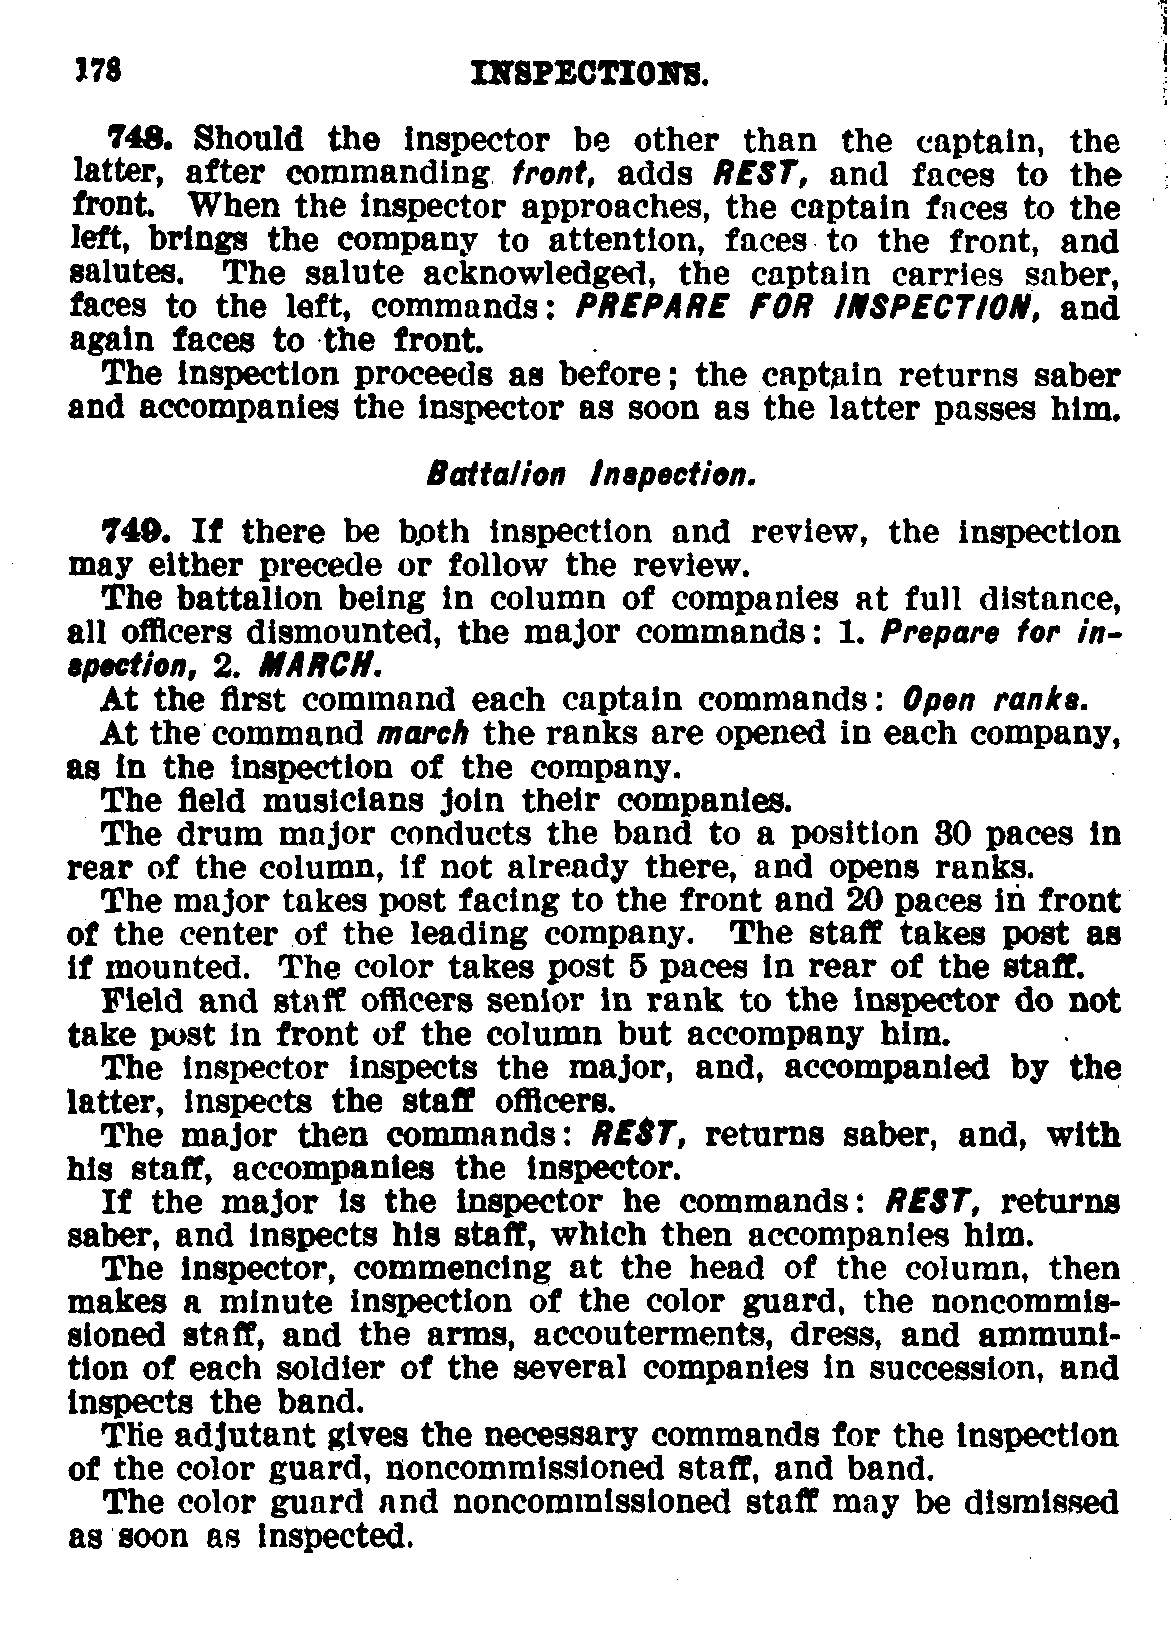 178 INSPECTIONS.
748. Should the inspector be other than the captain, the
latter, after commanding front, adds REST, and faces to the
front. When the inspector approaches, the captain faces to the
left, brings the company to attention, faces to the front, and
salutes. The salute acknowledged, the captain carries saber,
faces to the left, commands: PREPARE FOR INSPECTION, and
again faces to the front.
The inspection proceeds as before; the captain returns saber
and accompanies the inspector as soon as the latter passes him.
Battalion Inspection.
749. If there be both inspection and review, the inspection
may either precede or follow the review.
The battalion being in column of companies at full distance,
all officers dismounted, the major commands: 1. Prepare for in-
spection, 2. MARCH.
At the first command each captain commands: Open ranks.
At the command march the ranks are opened in each company,
as in the inspection of the company.
The field musicians join their companies.
The drum major conducts the band to a position 30 paces in
rear of the column, if not already there, and opens ranks.
The major takes post facing to the front and 20 paces in front
of the center of the leading company. The staff takes post as
if mounted. The color takes post 5 paces in rear of the staff.
Field and staff officers senior in rank to the inspector do not
take post in front of the column but accompany him.
The inspector inspects the major, and, accompanied by the
latter, inspects the staff officers.
The major then commands: REST, returns saber, and, with
his staff, accompanies the inspector.
If the major is the inspector he commands: REST, returns
saber, and inspects his staff, which then accompanies him.
The inspector, commencing at the head of the column, then
makes a minute inspection of the color guard, the noncommis-
sioned staff, and the arms, accouterments, dress, and ammuni-
tion of each soldier of the several companies in succession, and
inspects the band.
The adjutant gives the necessary commands for the inspection
of the color guard, noncommissioned staff, and band.
The color guard and noncommissioned staff may be dismissed
as soon as inspected.